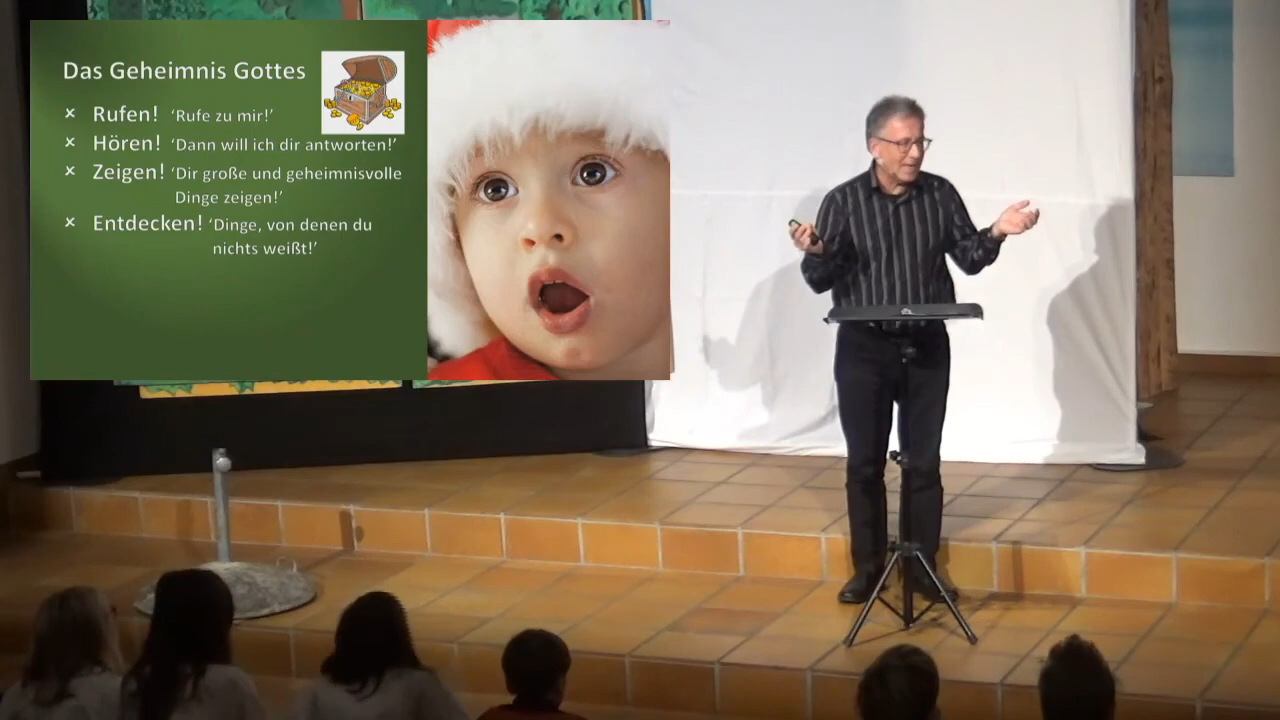 Das Geheimnis Gottes
× Rufen! ‘Rufe zu mir!’
× Hören! ‘Dann will ich dir antworten!’
× Zeigen! ‘Dir große und geheimnisvolle
Dinge zeigen!’
× Entdecken! ‘Dinge, von denen du
nichts weißt!’